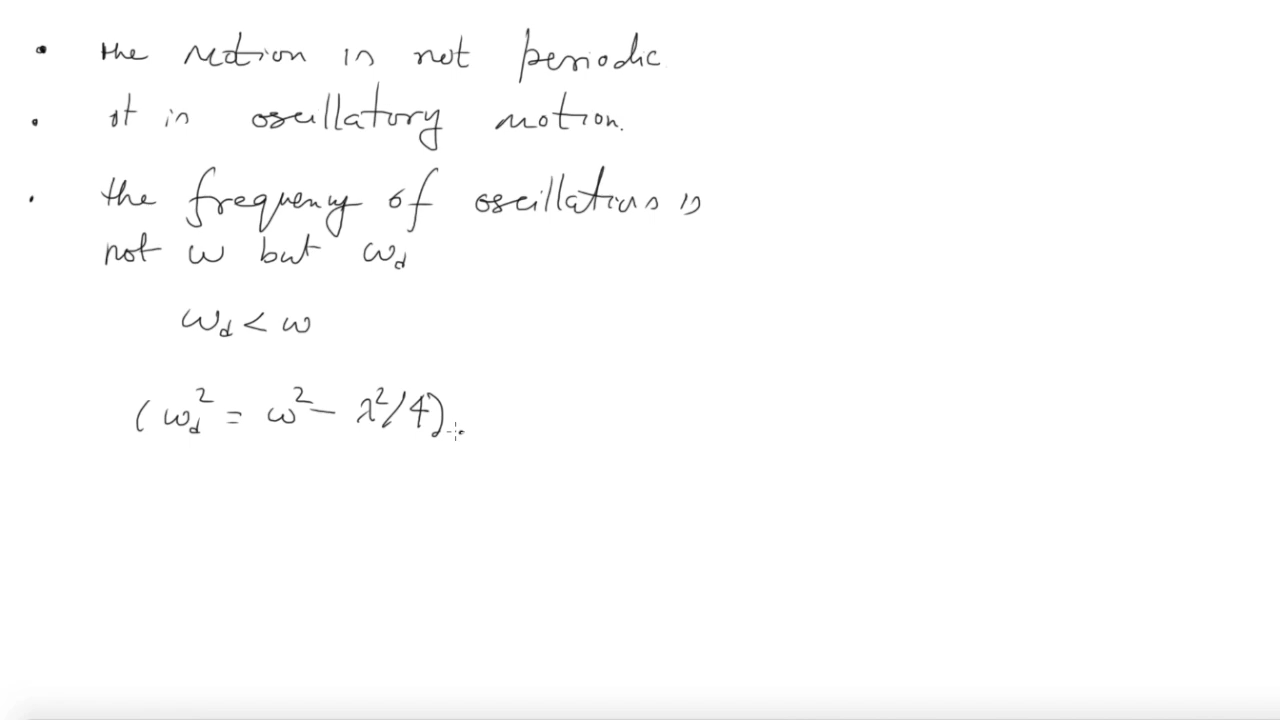 • the motion is not periodic.
• it is oscillatory motion.
• the frequency of oscillations is
not ω but ω_d
ω_d < ω
(ω_d² = ω² − λ²/4).